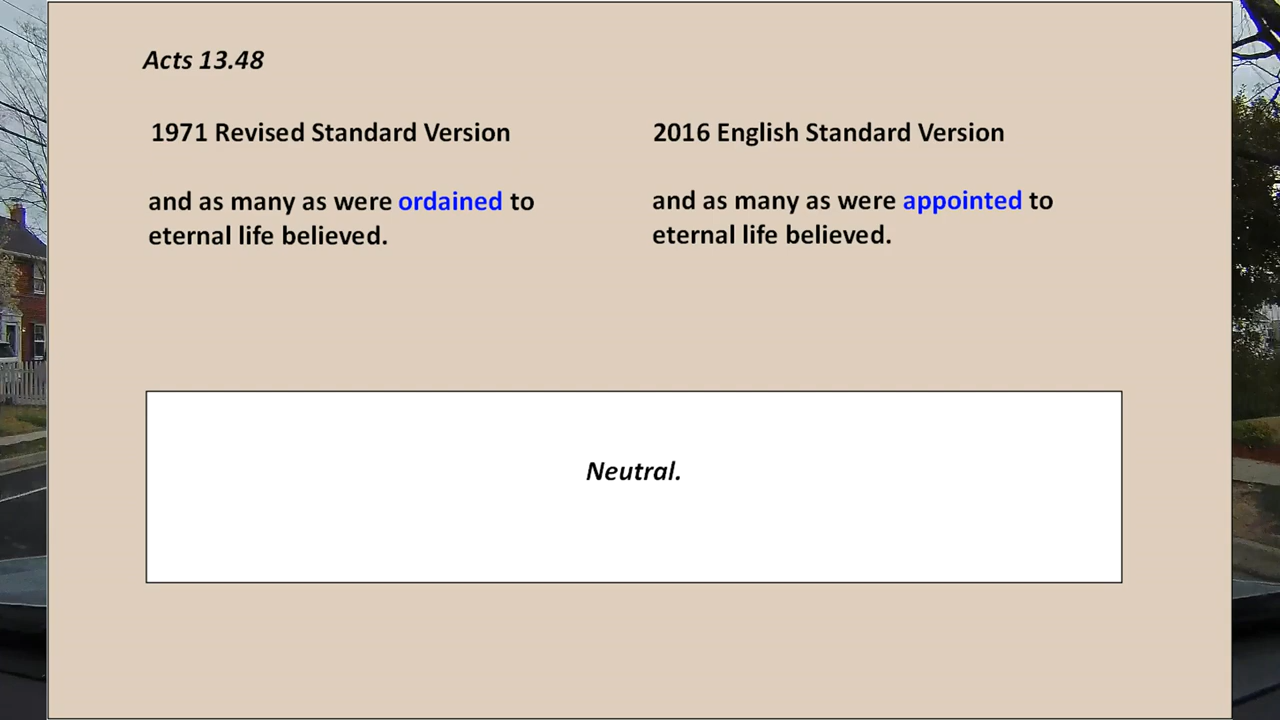 Acts 13.48
1971 Revised Standard Version
and as many as were ordained to
eternal life believed.
2016 English Standard Version
and as many as were appointed to
eternal life believed.
Neutral.